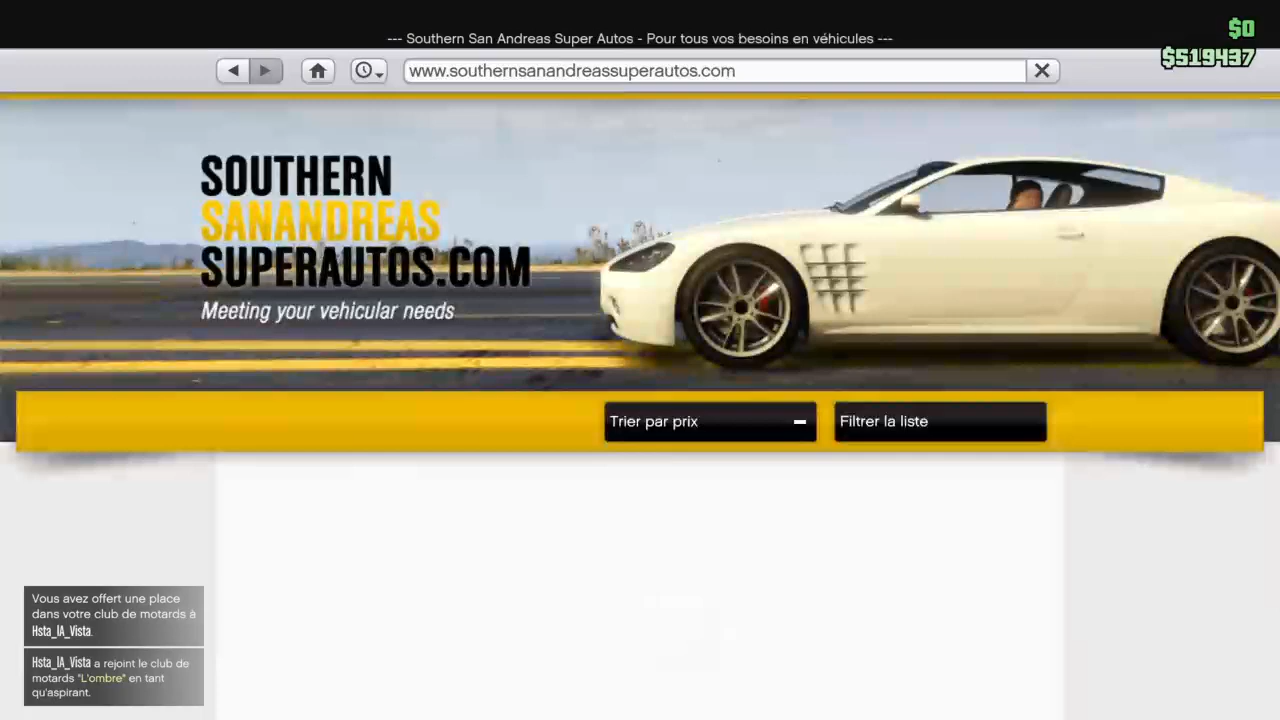 --- Southern San Andreas Super Autos - Pour tous vos besoins en véhicules ---
$0
$519437
www.southernsanandreassuperautos.com
SOUTHERN
SANANDREAS
SUPERAUTOS.COM
Meeting your vehicular needs
Trier par prix
Filtrer la liste
Vous avez offert une place
dans votre club de motards à
Hsta_lA_Vista.
Hsta_lA_Vista a rejoint le club de
motards "L'ombre" en tant
qu'aspirant.